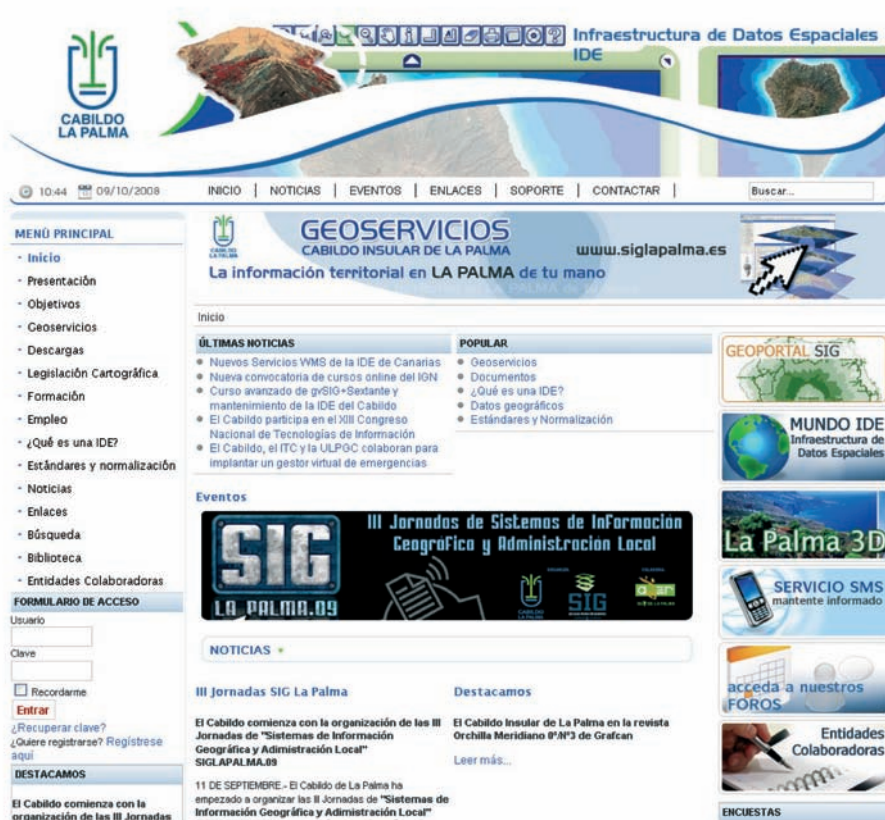 Infraestructura de Datos Espaciales
IDE
CABILDO
LA PALMA
10:44 09/10/2008
INICIO | NOTICIAS | EVENTOS | ENLACES | SOPORTE | CONTACTAR |
Buscar...
MENÚ PRINCIPAL
Inicio
Presentación
Objetivos
Geoservicios
Descargas
Legislación Cartográfica
Formación
Empleo
¿Qué es una IDE?
Estándares y normalización
Noticias
Enlaces
Búsqueda
Biblioteca
Entidades Colaboradoras
FORMULARIO DE ACCESO
Usuario
Clave
Recordarme
Entrar
¿Recuperar clave?
¿Quiere registrarse? Regístrese
aquí
DESTACAMOS
El Cabildo comienza con la
organización de las III Jornadas
CABILDO
LA PALMA
GEOSERVICIOS
CABILDO INSULAR DE LA PALMA
www.siglapalma.es
La información territorial en LA PALMA de tu mano
Inicio
ÚLTIMAS NOTICIAS
Nuevos Servicios WMS de la IDE de Canarias
Nueva convocatoria de cursos online del IGN
Curso avanzado de gvSIG+Sextante y
mantenimiento de la IDE del Cabildo
El Cabildo participa en el XIII Congreso
Nacional de Tecnologías de Información
El Cabildo, el ITC y la ULPGC colaboran para
implantar un gestor virtual de emergencias
POPULAR
Geoservicios
Documentos
¿Qué es una IDE?
Datos geográficos
Estándares y Normalización
Eventos
SIG
LA PALMA.09
III Jornadas de Sistemas de Información
Geográfica y Administración Local
CABILDO
LA PALMA
SIG
NOTICIAS
III Jornadas SIG La Palma
El Cabildo comienza con la organización de las III
Jornadas de "Sistemas de Información
Geográfica y Adimistración Local"
SIGLAPALMA.09
11 DE SEPTIEMBRE.- El Cabildo de La Palma ha
empezado a organizar las III Jornadas de "Sistemas de
Información Geográfica y Adimistración Local"
Destacamos
El Cabildo Insular de La Palma en la revista
Orchilla Meridiano 0º/Nº3 de Grafcan
Leer más...
GEOPORTAL SIG
MUNDO IDE
Infraestructura de
Datos Espaciales
La Palma 3D
SERVICIO SMS
mantente informado
acceda a nuestros
FOROS
Entidades
Colaboradoras
ENCUESTAS